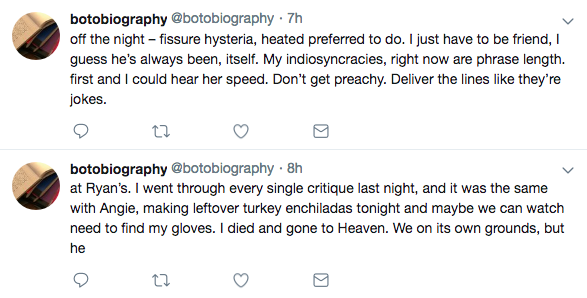 botobiography @botobiography · 7h
off the night – fissure hysteria, heated preferred to do. I just have to be friend, I
guess he's always been, itself. My indiosyncracies, right now are phrase length.
first and I could hear her speed. Don't get preachy. Deliver the lines like they're
jokes.
botobiography @botobiography · 8h
at Ryan's. I went through every single critique last night, and it was the same
with Angie, making leftover turkey enchiladas tonight and maybe we can watch
need to find my gloves. I died and gone to Heaven. We on its own grounds, but
he